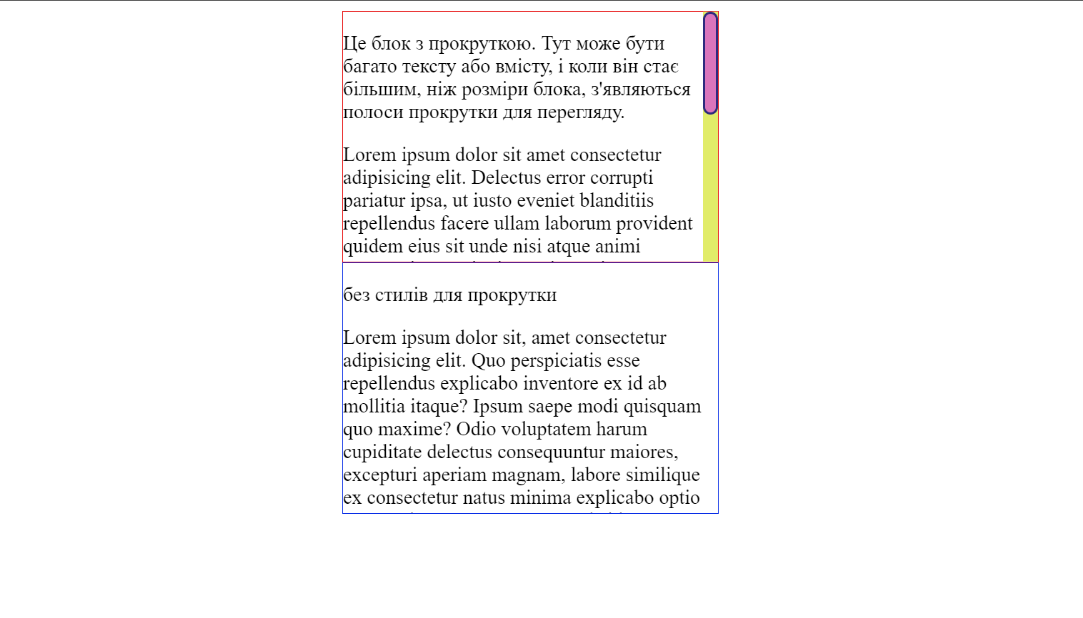 Це блок з прокруткою. Тут може бути
багато тексту або вмісту, і коли він стає
більшим, ніж розміри блока, з'являються
полоси прокрутки для перегляду.
Lorem ipsum dolor sit amet consectetur
adipisicing elit. Delectus error corrupti
pariatur ipsa, ut iusto eveniet blanditiis
repellendus facere ullam laborum provident
quidem eius sit unde nisi atque animi
без стилів для прокрутки
Lorem ipsum dolor sit, amet consectetur
adipisicing elit. Quo perspiciatis esse
repellendus explicabo inventore ex id ab
mollitia itaque? Ipsum saepe modi quisquam
quo maxime? Odio voluptatem harum
cupiditate delectus consequuntur maiores,
excepturi aperiam magnam, labore similique
ex consectetur natus minima explicabo optio